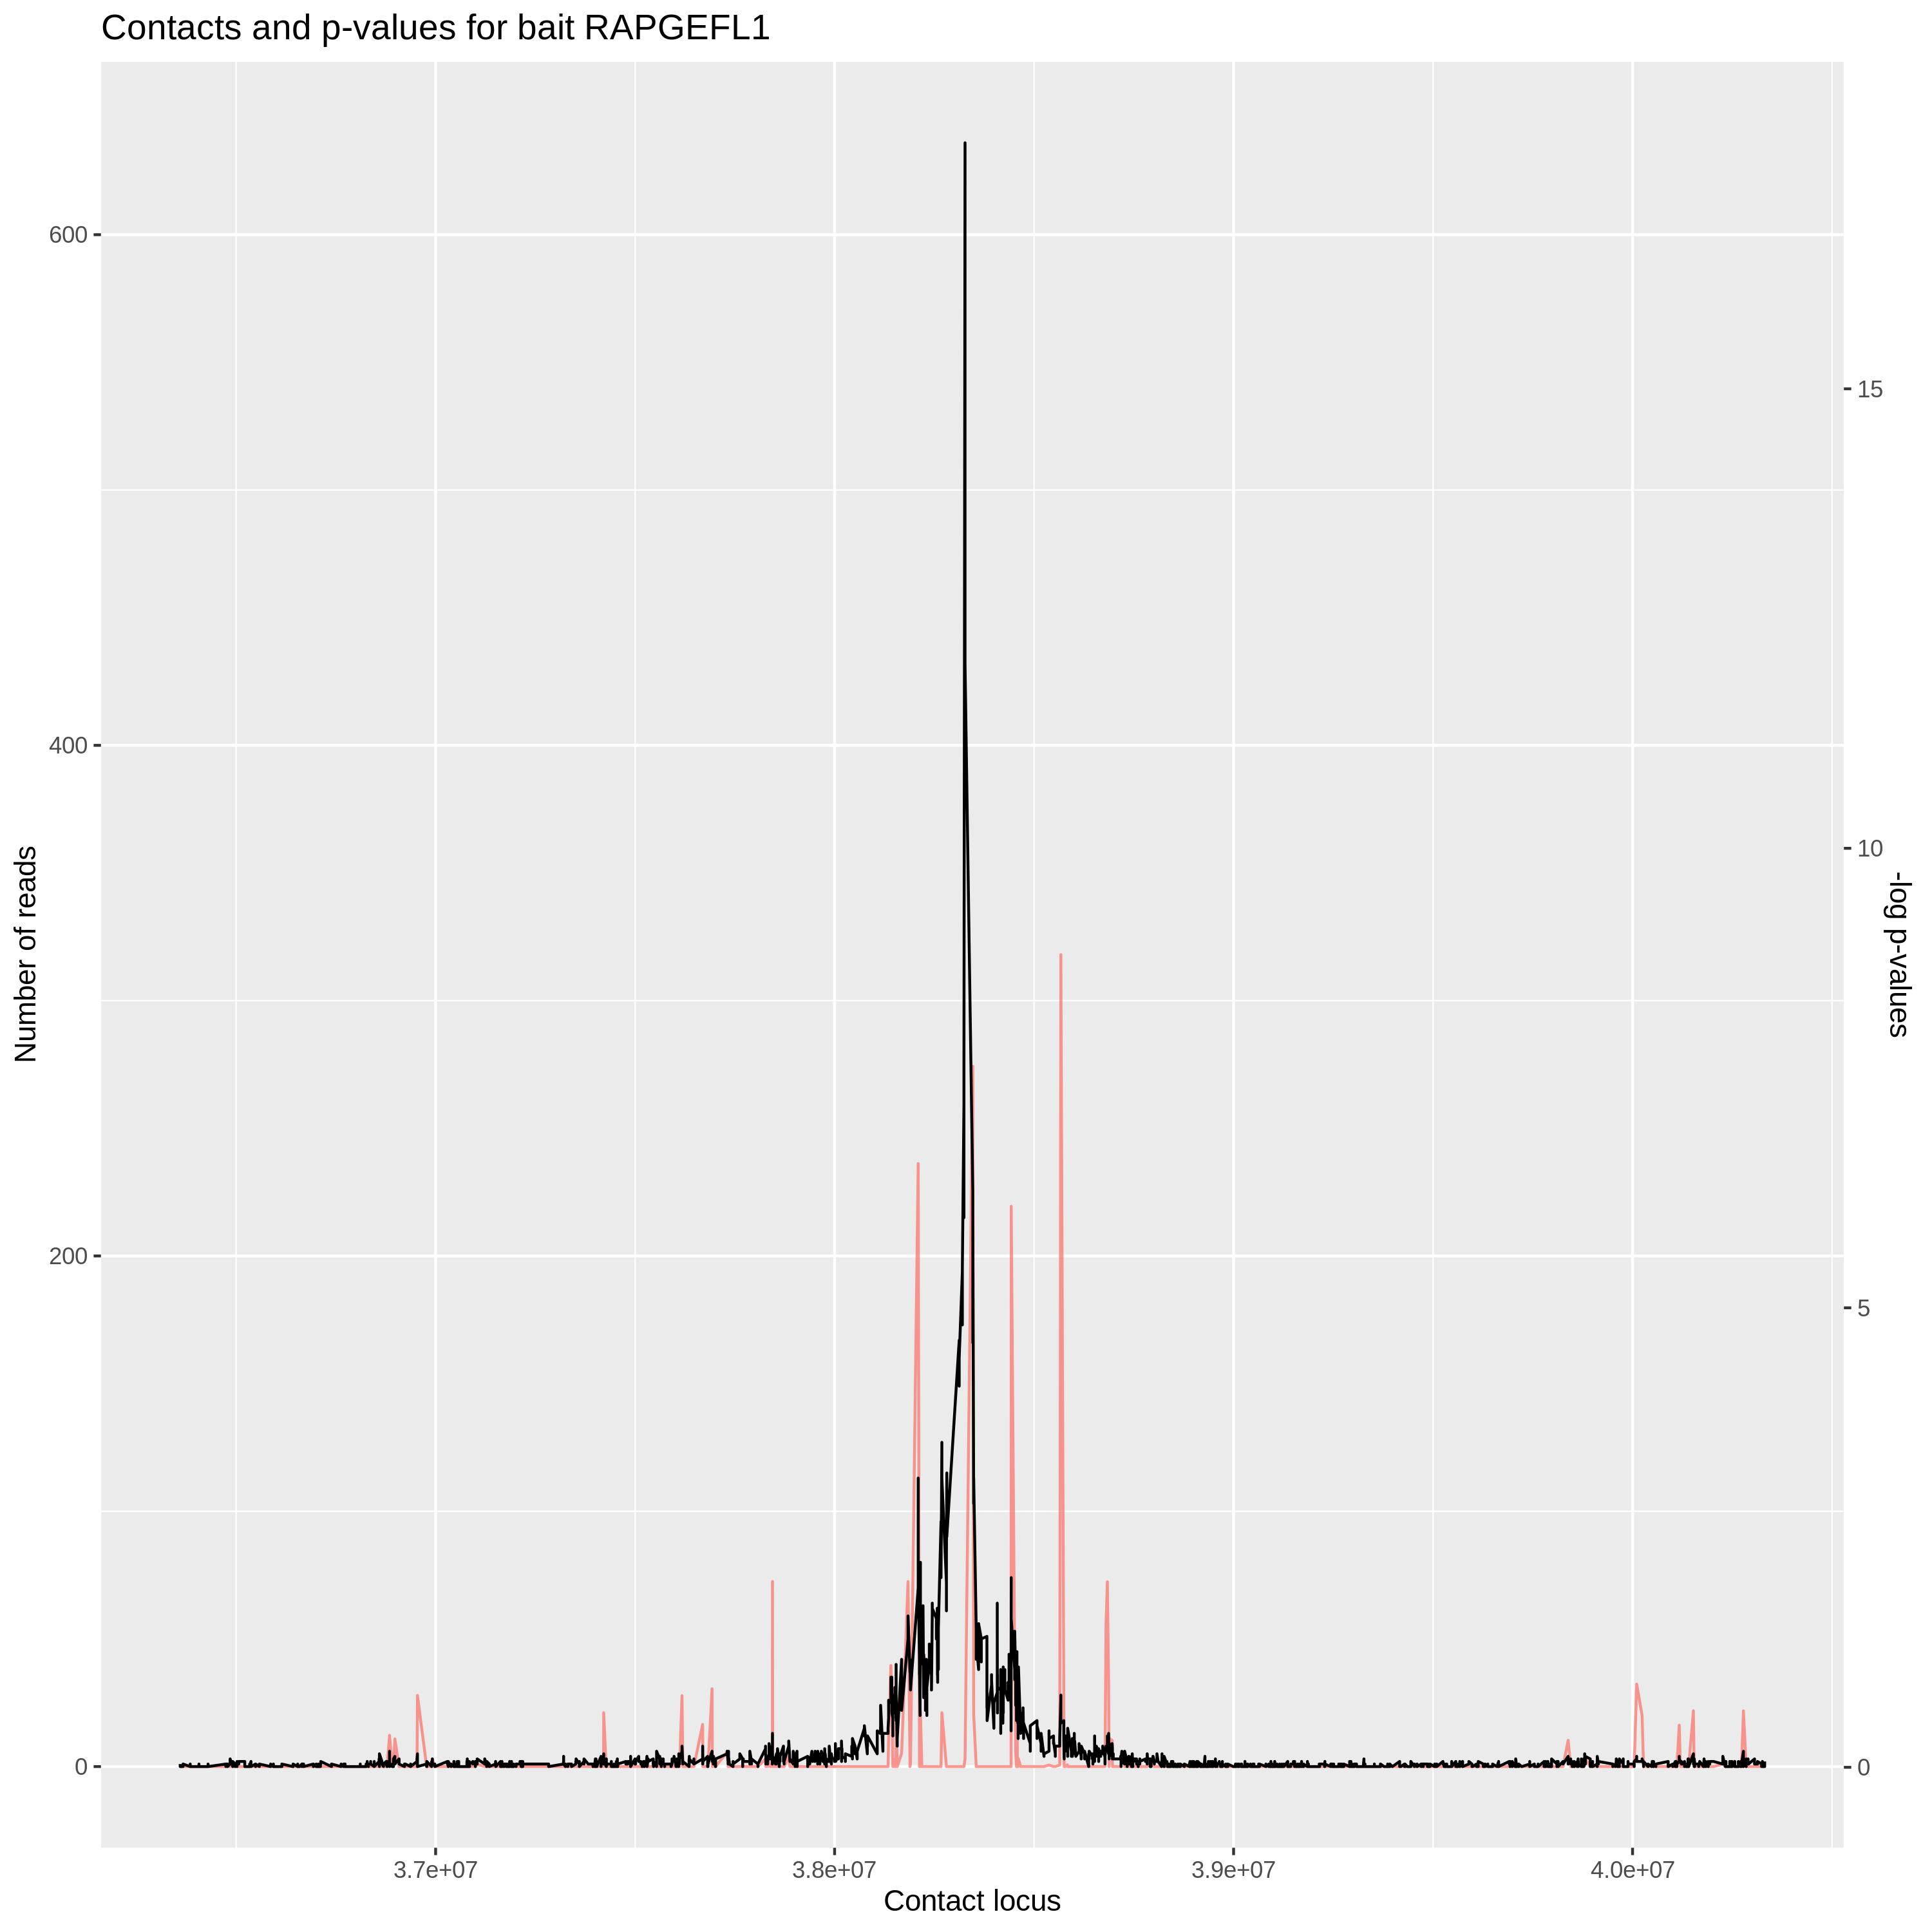 Contacts and p-values for bait RAPGEFL1
600
400
200
0
Number of reads
15
10
5
0
-log p-values
3.7e+07
3.8e+07
3.9e+07
4.0e+07
Contact locus